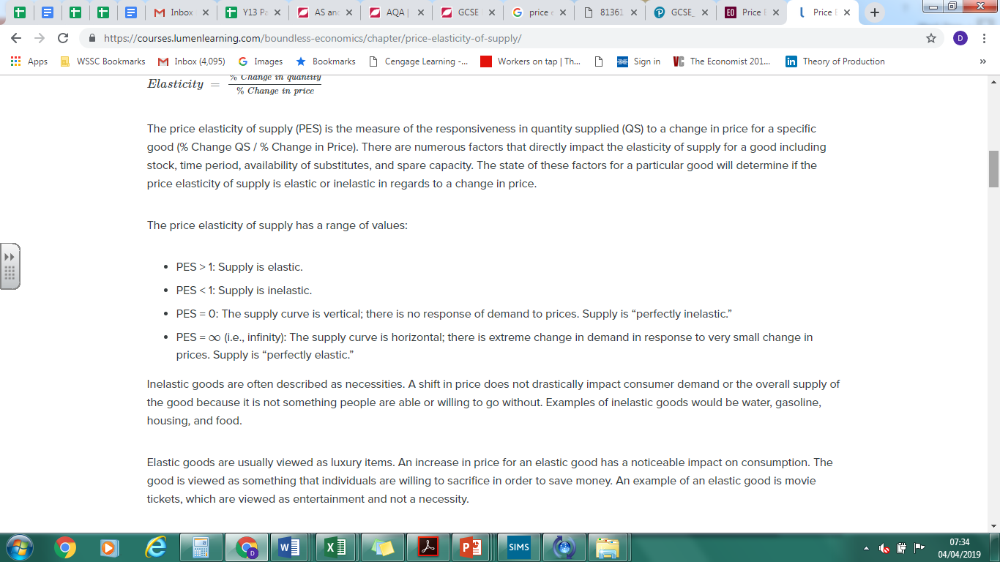 Inbox
Y13 Pa
AS and
AQA |
GCSE
price e
81361
GCSE_
Price E
Price E
https://courses.lumenlearning.com/boundless-economics/chapter/price-elasticity-of-supply/
D
Apps
WSSC Bookmarks
Inbox (4,095)
Images
Bookmarks
Cengage Learning -...
Workers on tap | Th...
Sign in
The Economist 201...
Theory of Production
»
Elasticity = % Change in quantity
% Change in price
The price elasticity of supply (PES) is the measure of the responsiveness in quantity supplied (QS) to a change in price for a specific
good (% Change QS / % Change in Price). There are numerous factors that directly impact the elasticity of supply for a good including
stock, time period, availability of substitutes, and spare capacity. The state of these factors for a particular good will determine if the
price elasticity of supply is elastic or inelastic in regards to a change in price.
The price elasticity of supply has a range of values:
• PES > 1: Supply is elastic.
• PES < 1: Supply is inelastic.
• PES = 0: The supply curve is vertical; there is no response of demand to prices. Supply is “perfectly inelastic.”
• PES = ∞ (i.e., infinity): The supply curve is horizontal; there is extreme change in demand in response to very small change in
prices. Supply is “perfectly elastic.”
Inelastic goods are often described as necessities. A shift in price does not drastically impact consumer demand or the overall supply of
the good because it is not something people are able or willing to go without. Examples of inelastic goods would be water, gasoline,
housing, and food.
Elastic goods are usually viewed as luxury items. An increase in price for an elastic good has a noticeable impact on consumption. The
good is viewed as something that individuals are willing to sacrifice in order to save money. An example of an elastic good is movie
tickets, which are viewed as entertainment and not a necessity.
SIMS
07:34
04/04/2019